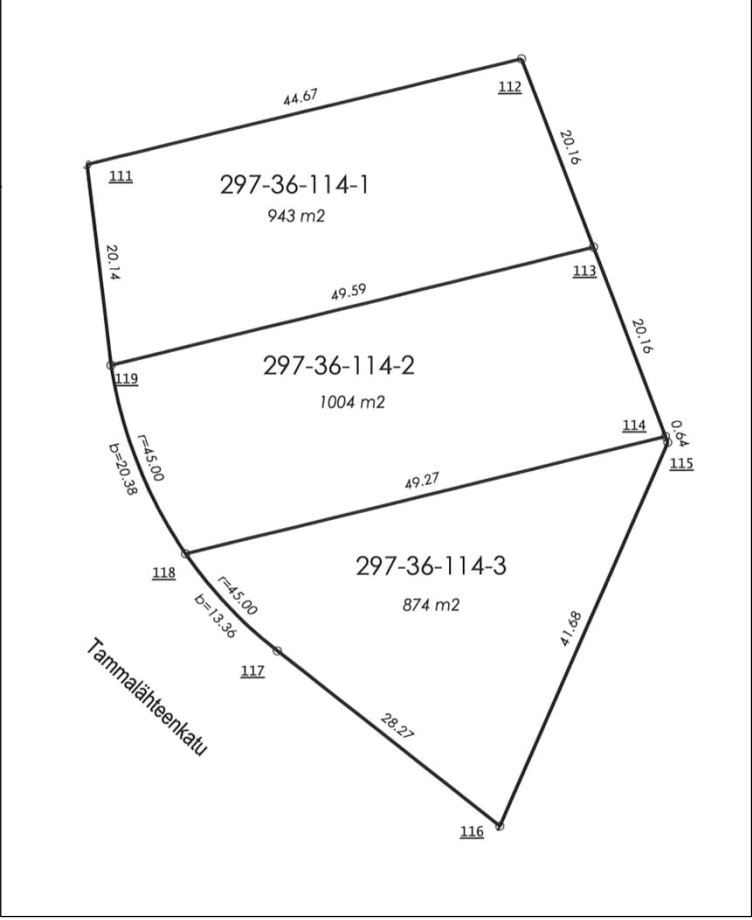 112
44.67
111
20.16
297-36-114-1
943 m2
20.14
113
49.59
20.16
119
297-36-114-2
1004 m2
114
0.64
115
r=45.00
b=20.38
49.27
118
297-36-114-3
874 m2
r=45.00
b=13.36
41.68
117
Tammalähteenkatu
28.27
116